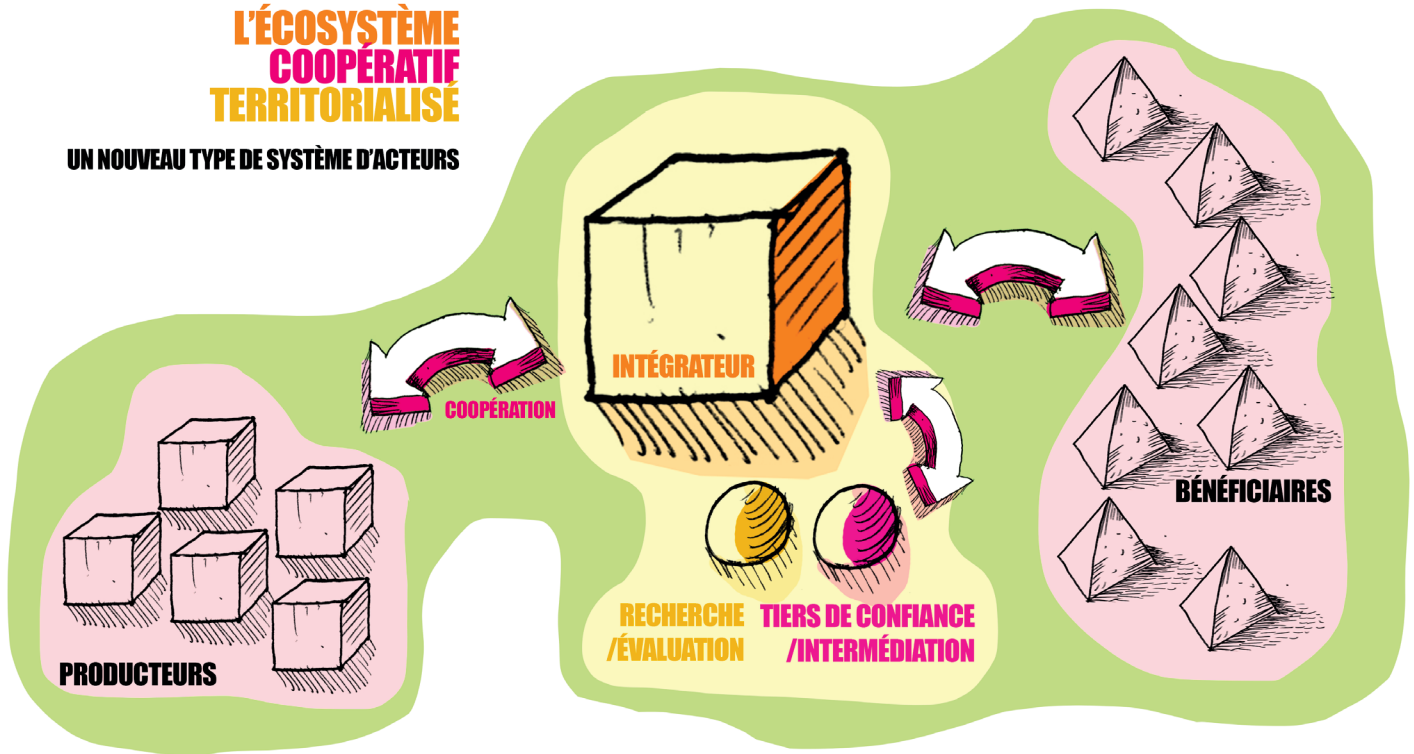 L'ÉCOSYSTÈME
COOPÉRATIF
TERRITORIALISÉ
UN NOUVEAU TYPE DE SYSTÈME D'ACTEURS
INTÉGRATEUR
COOPÉRATION
BÉNÉFICIAIRES
RECHERCHE
/ÉVALUATION
TIERS DE CONFIANCE
/INTERMÉDIATION
PRODUCTEURS